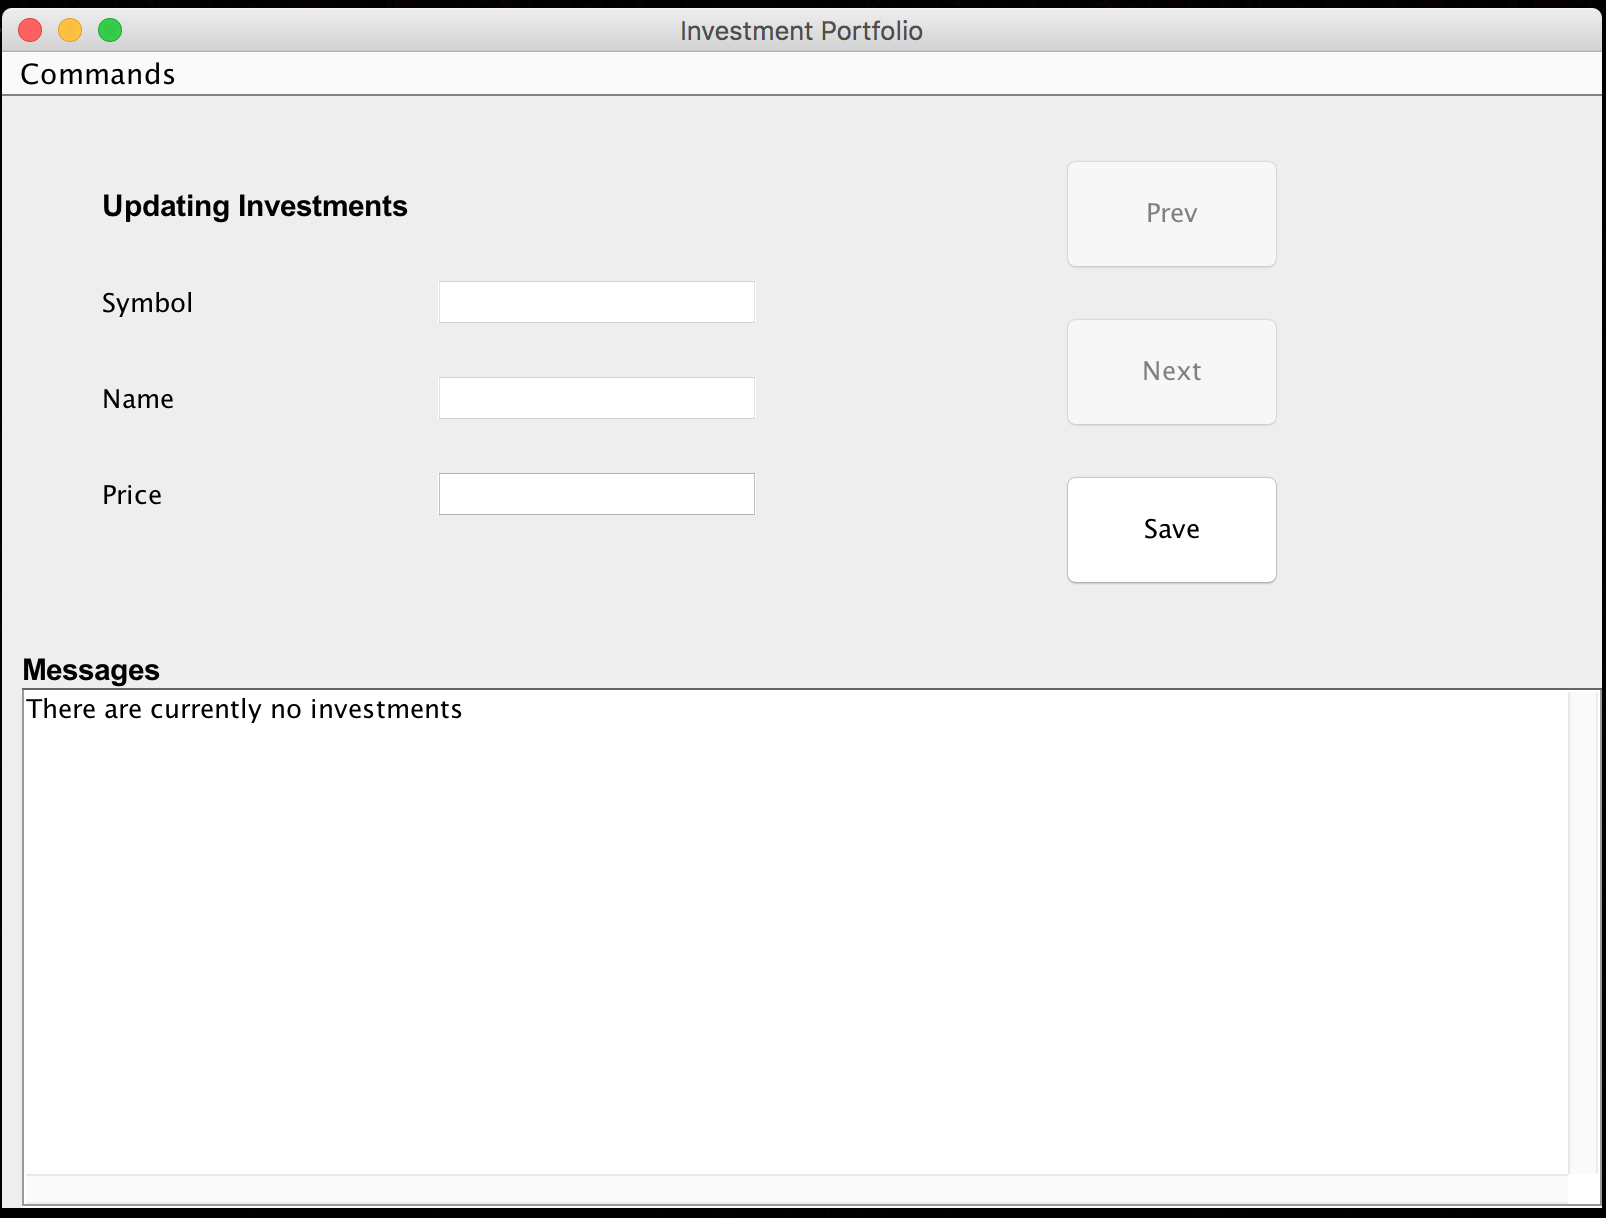 Investment Portfolio
Commands
Updating Investments
Prev
Symbol
Name
Next
Price
Save
Messages
There are currently no investments